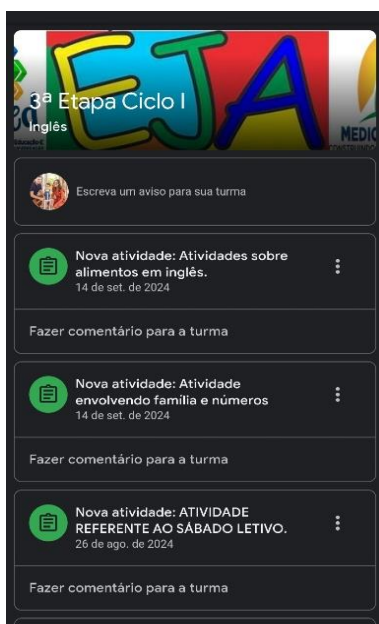 EJA
3ª Etapa Ciclo I
Inglês
Escreva um aviso para sua turma
Nova atividade: Atividades sobre
alimentos em inglês.
14 de set. de 2024
Fazer comentário para a turma
Nova atividade: Atividade
envolvendo família e números
14 de set. de 2024
Fazer comentário para a turma
Nova atividade: ATIVIDADE
REFERENTE AO SÁBADO LETIVO.
26 de ago. de 2024
Fazer comentário para a turma